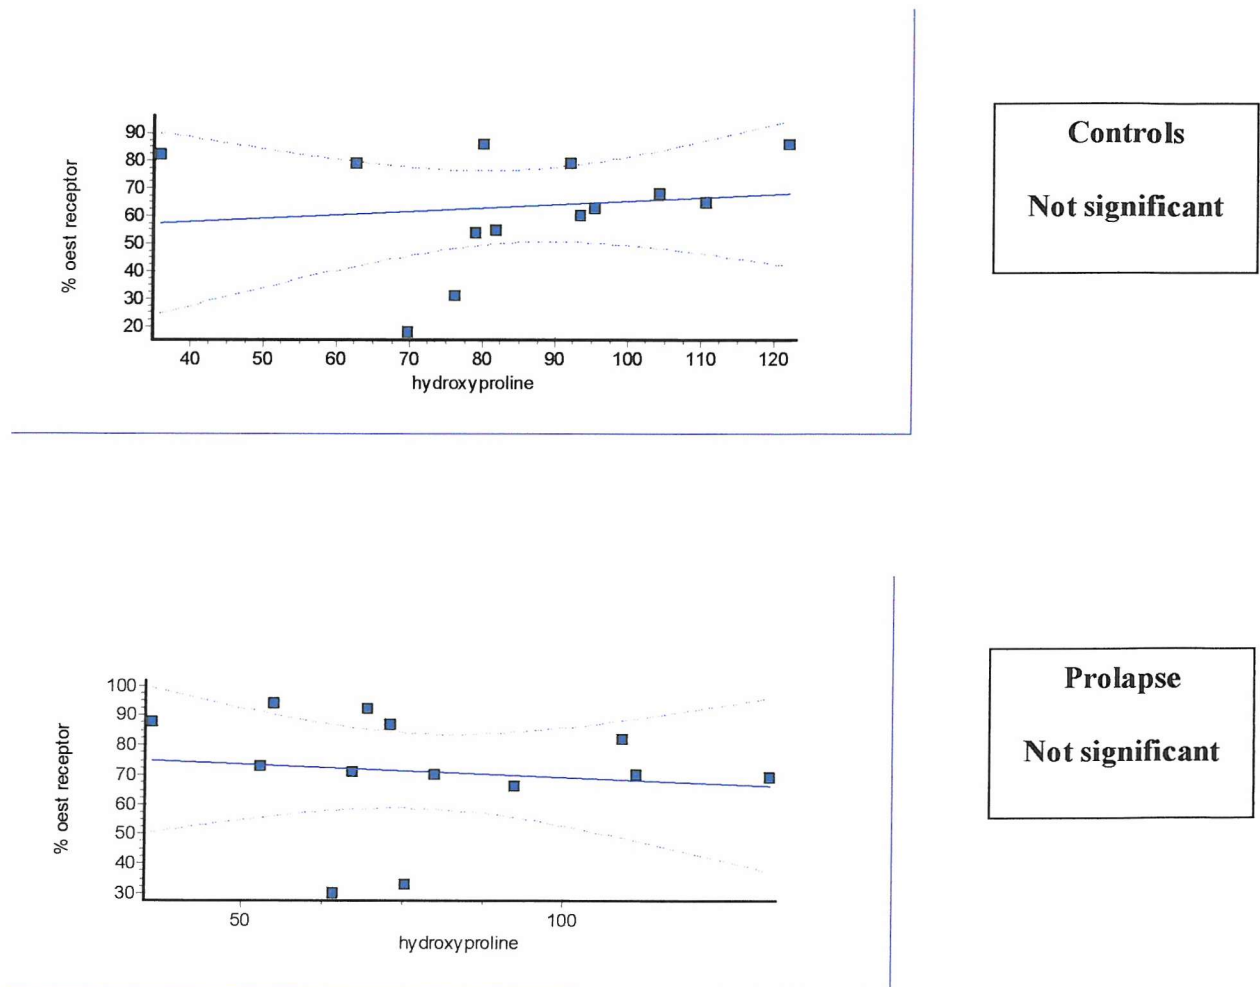 % oest receptor
90
80
70
60
50
40
30
20
40 50 60 70 80 90 100 110 120
hydroxyproline
Controls
Not significant
% oest receptor
100
90
80
70
60
50
40
30
50 100
hydroxyproline
Prolapse
Not significant